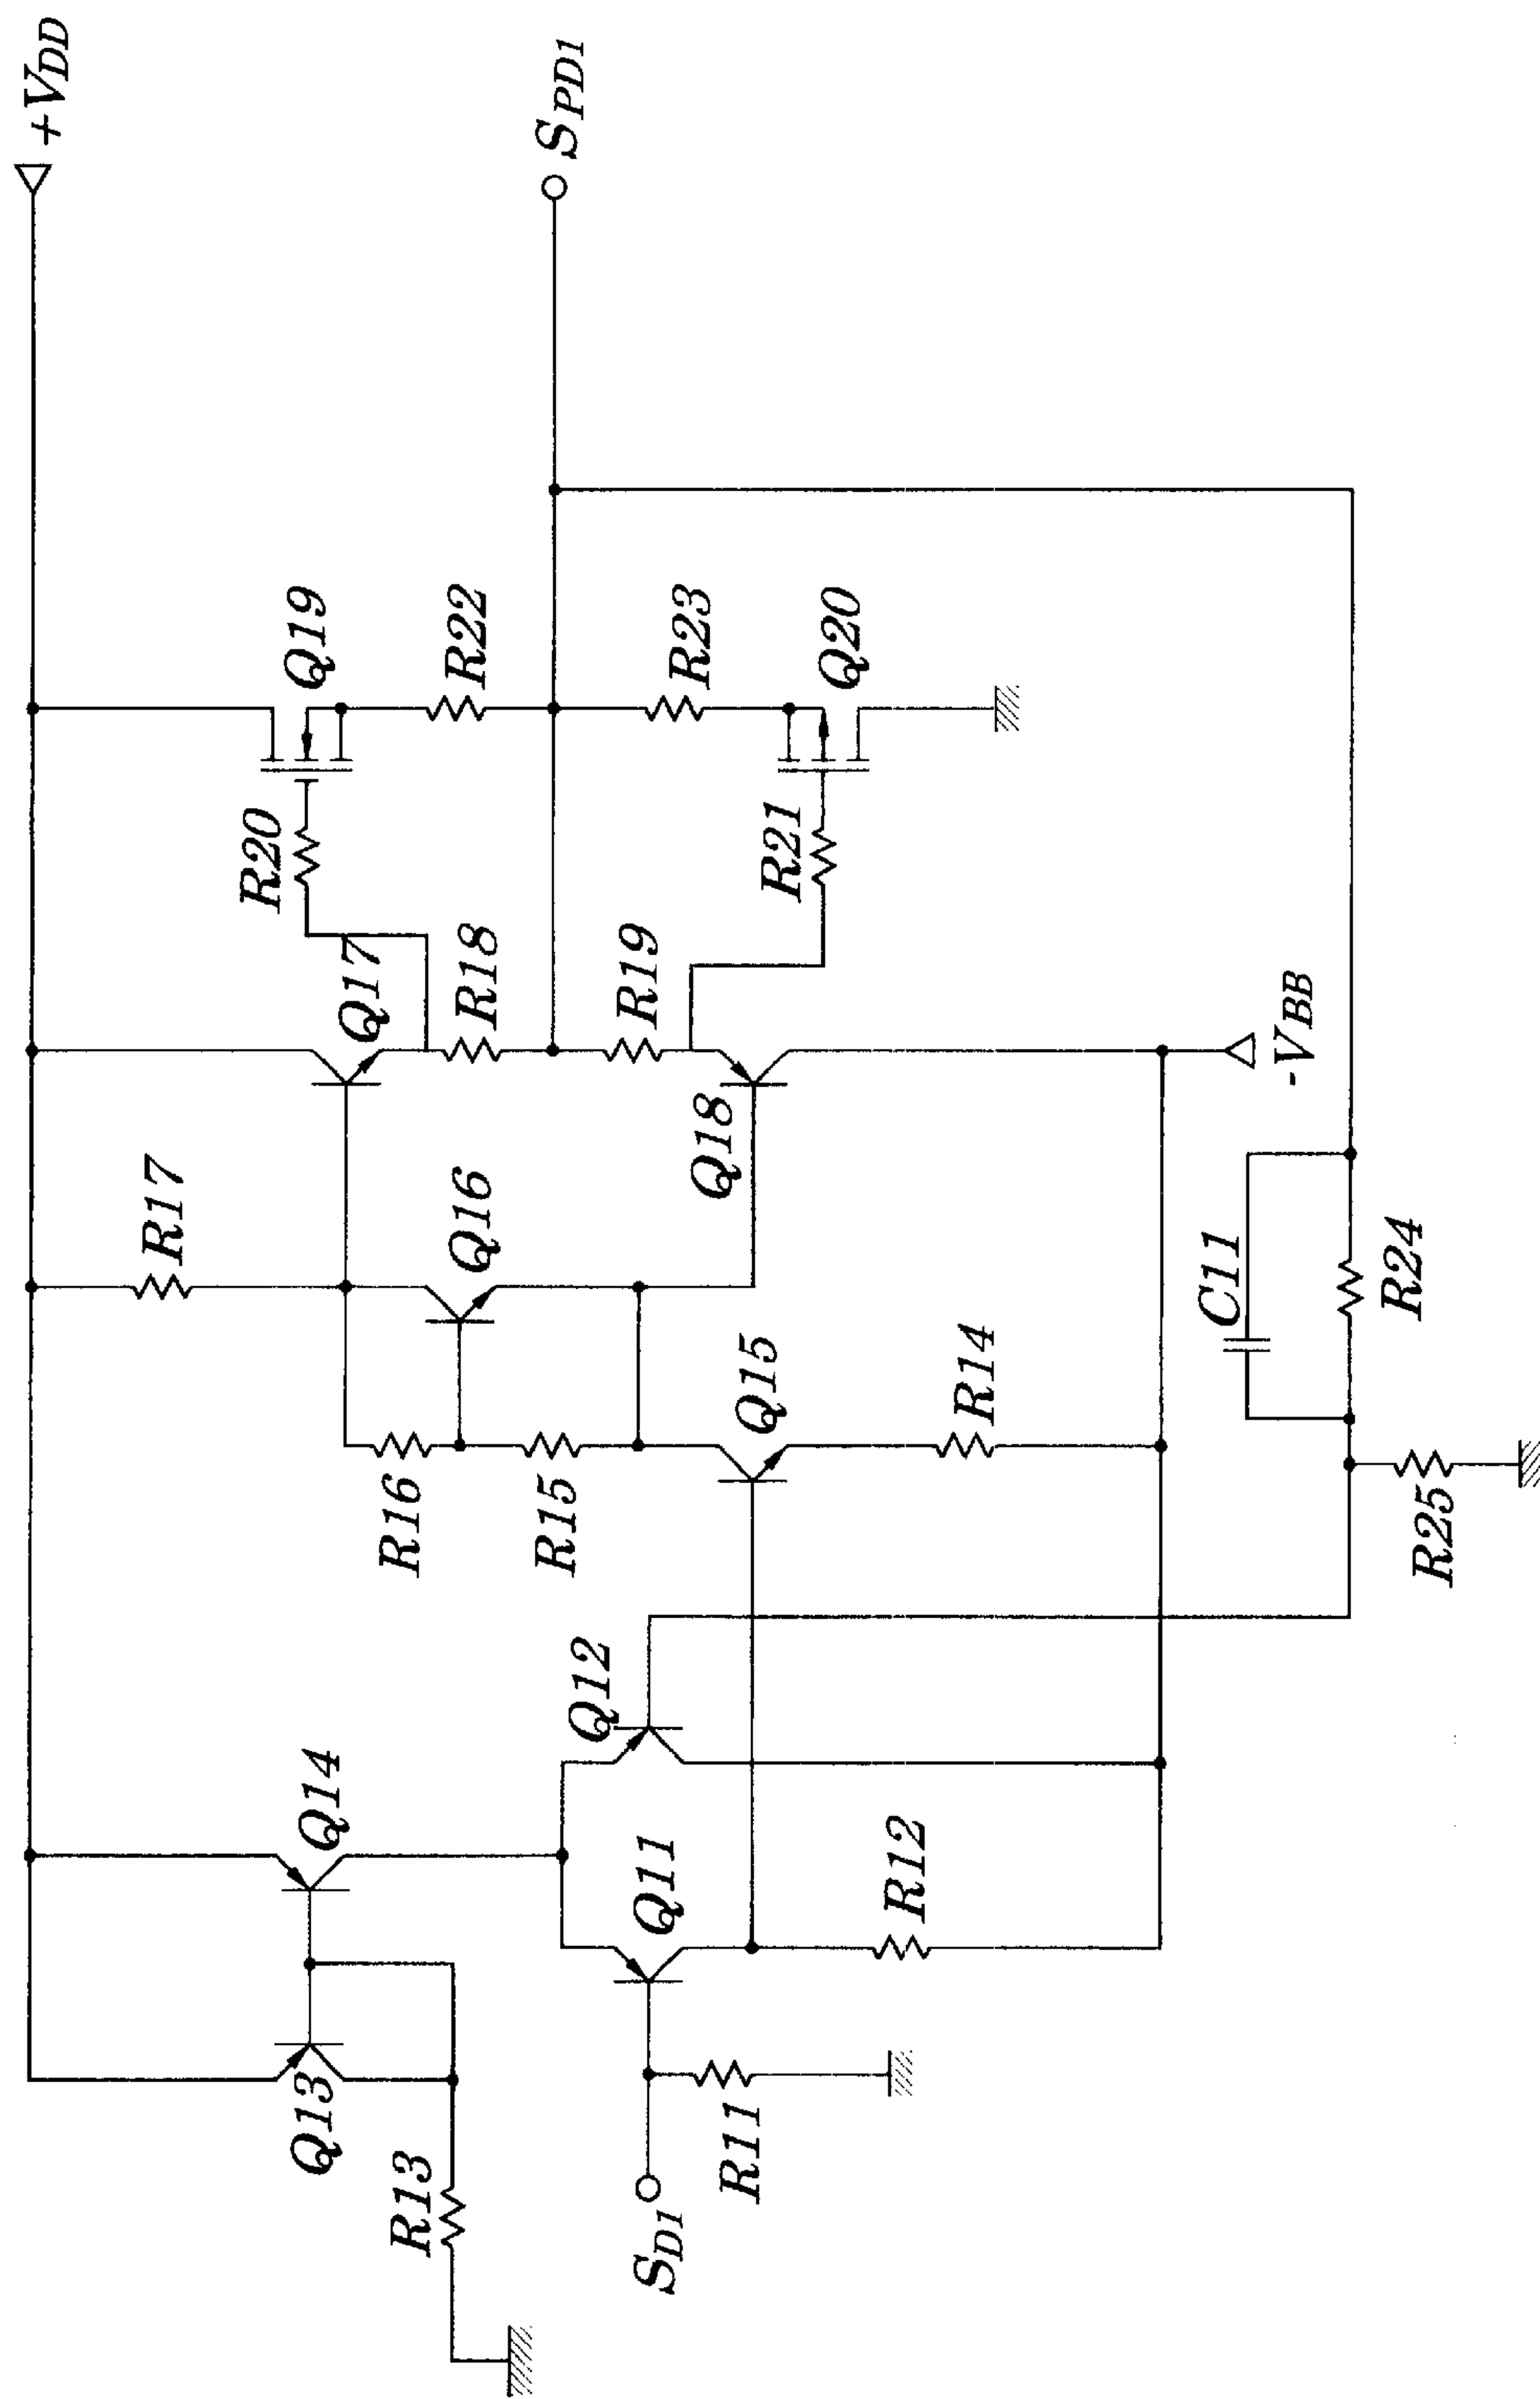 +VDD
SPD1
Q19
R22
R23
Q20
R20
R21
Q17
R18
R19
-VBB
R17
Q16
Q18
C11
R24
Q15
R14
R16
R15
R25
Q12
Q14
Q11
R12
Q13
R13
R11
SD1